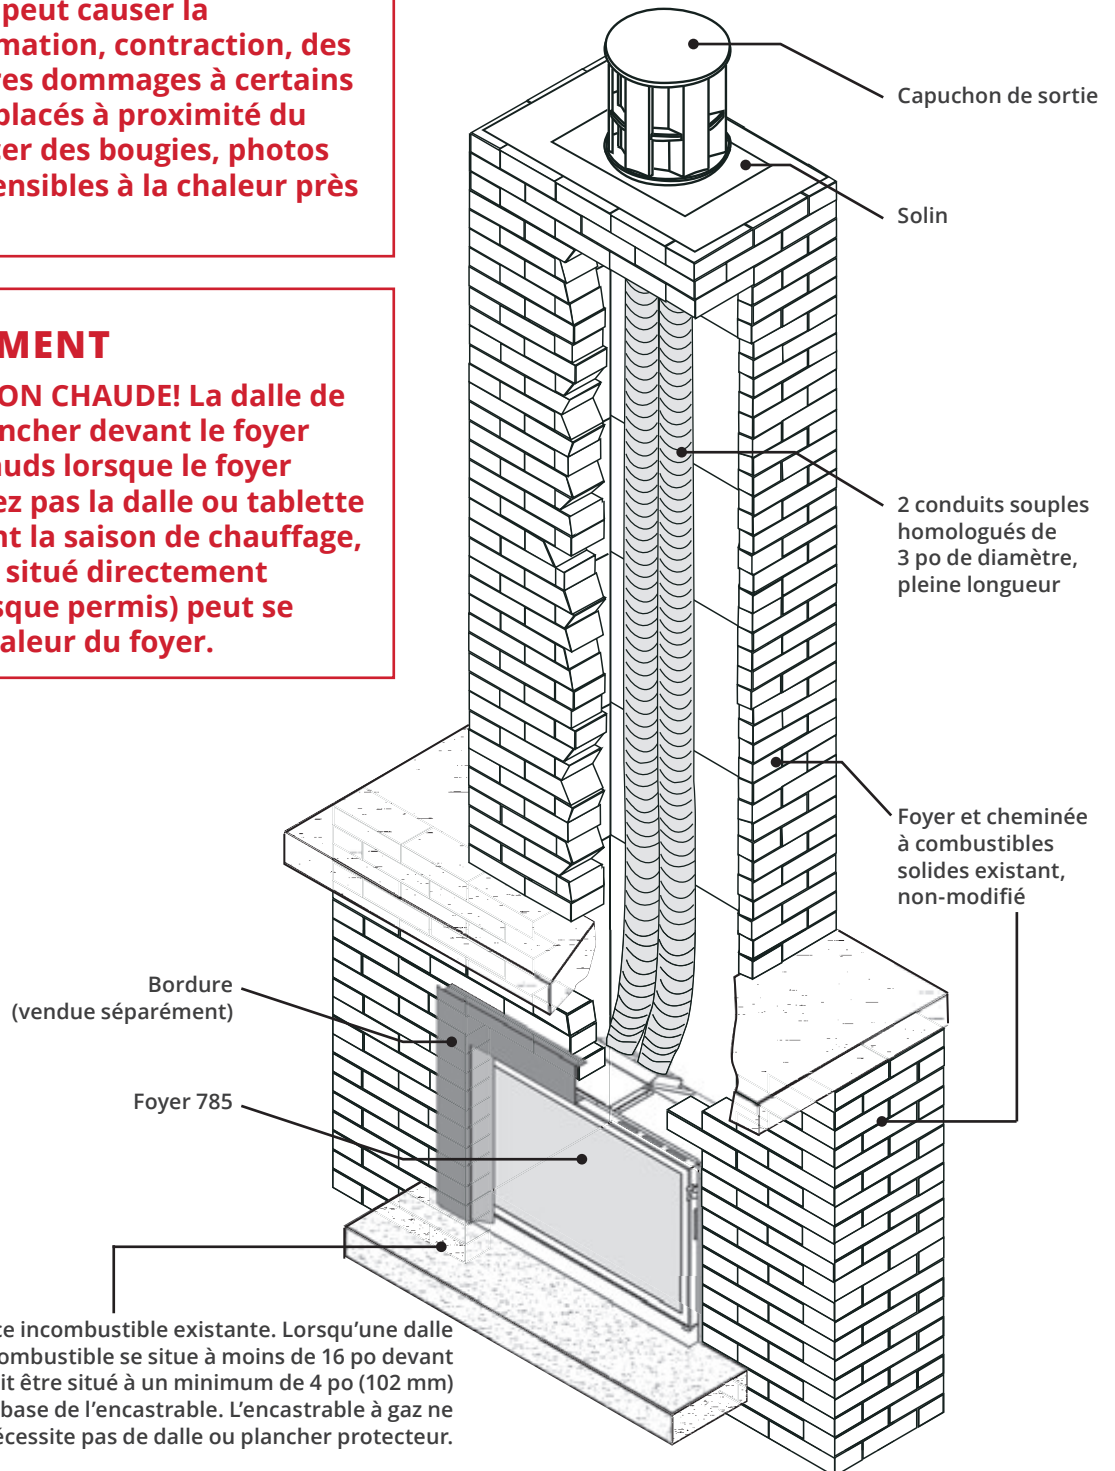 peut causer la
mation, contraction, des
res dommages à certains
placés à proximité du
cer des bougies, photos
ensibles à la chaleur près
MENT
ON CHAUDE! La dalle de
ncher devant le foyer
auds lorsque le foyer
ez pas la dalle ou tablette
nt la saison de chauffage,
situé directement
sque permis) peut se
aleur du foyer.
Capuchon de sortie
Solin
2 conduits souples
homologués de
3 po de diamètre,
pleine longueur
Foyer et cheminée
à combustibles
solides existant,
non-modifié
Bordure
(vendue séparément)
Foyer 785
ce incombustible existante. Lorsqu’une dalle
combustible se situe à moins de 16 po devant
it être situé à un minimum de 4 po (102 mm)
base de l’encastrable. L’encastrable à gaz ne
écessite pas de dalle ou plancher protecteur.